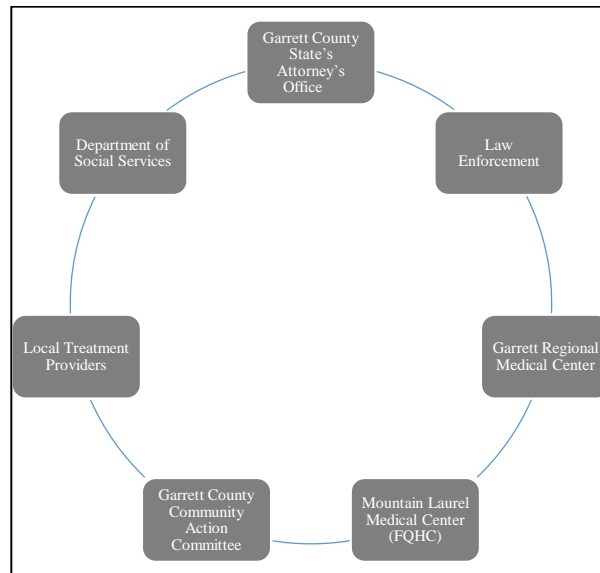 Garrett County
State's
Attorney's
Office
Department of
Social Services
Law
Enforcement
Local Treatment
Providers
Garrett Regional
Medical Center
Garrett County
Community
Action
Committee
Mountain Laurel
Medical Center
(FQHC)